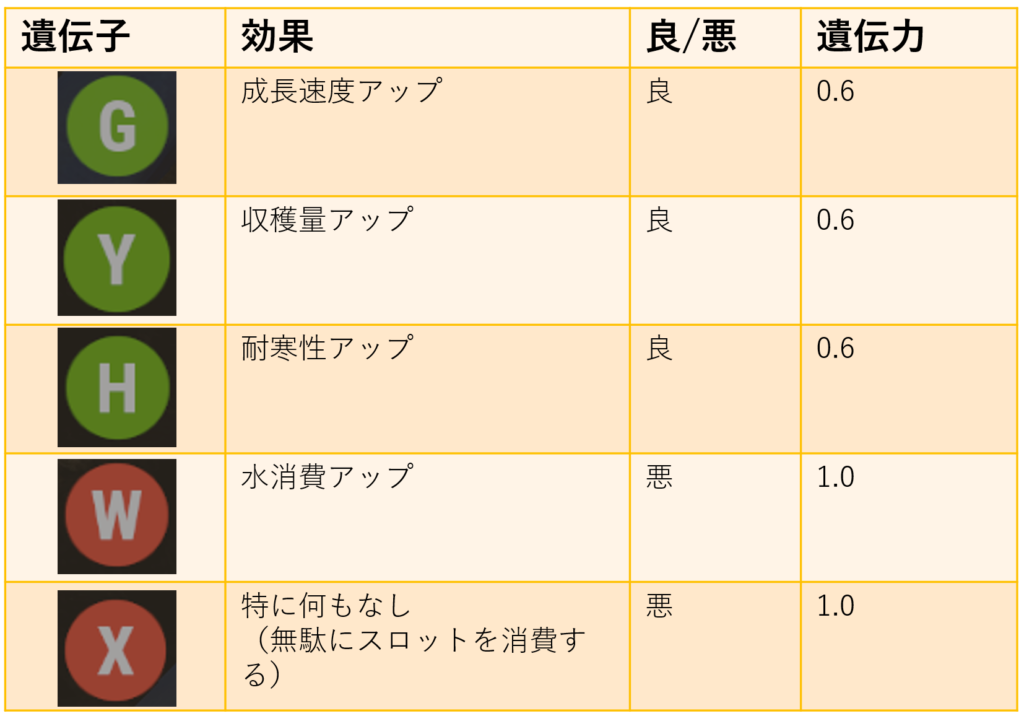 遺伝子 効果 良/悪 遺伝力
G 成長速度アップ 良 0.6
Y 収穫量アップ 良 0.6
H 耐寒性アップ 良 0.6
W 水消費アップ 悪 1.0
X 特に何もなし 悪 1.0
（無駄にスロットを消費す
る）